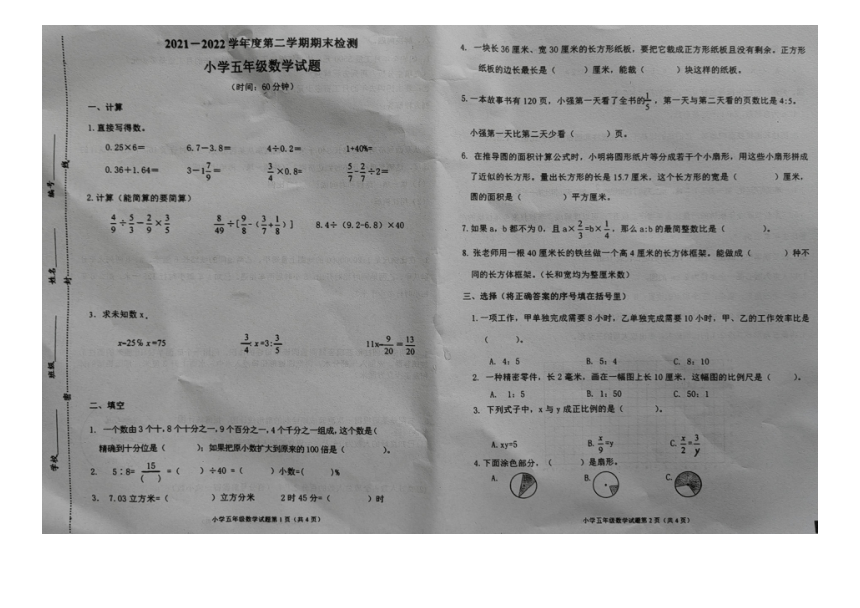 2021－2022学年度第二学期期末检测
小学五年级数学试题
（时间：60分钟）
一、计算
1.直接写得数。
0.25×6＝ 6.7－3.8＝ 4÷0.2＝ 1+40%=
0.36+1.64＝ 3－1 7/9＝ 3/4×0.8= 5/7-2/7÷2＝
2.计算（能简算的要简算）
4/9÷5/3-2/9×3/5 8/49÷[9/8-(3/7+1/8)] 8.4÷（9.2-6.8）×40
3．求未知数 x。
x-25% x=75 3/4:x=3:3/5 11x-9/20=13/20
二、填空
1. 一个数由 3 个十,8 个十分之一,9 个百分之一,4 个千分之一组成,这个数是(
精确到十分位是（ ）；如果把原小数扩大到原来的 100 倍是（ ）。
2. 5：8= 15/( ) =（ ）÷40 =（ ）小数=( )%
3．7.03 立方米=（ ）立方分米 2 时 45 分=（ ）时
小学五年级数学试题第 1 页（共 4 页）
4．一块长 36 厘米、宽 30 厘米的长方形纸板，要把它裁成正方形纸板且没有剩余。正方形
纸板的边长最长是（ ）厘米，能裁（ ）块这样的纸板。
5.一本故事书有 120 页，小强第一天看了全书的1/5，第一天与第二天看的页数比是 4:5。
小强第一天比第二天少看（ ）页。
6．在推导圆的面积计算公式时，小明将圆形纸片等分成若干个小扇形，用这些小扇形拼成
了近似的长方形。量出长方形的长是 15.7 厘米，这个长方形的宽是（ ）厘米，
圆的面积是（ ）平方厘米。
7.如果 a，b 都不为 0，且 a×2/3=b×1/4，那么 a:b 的最简整数比是（ ）。
8．张老师用一根 40 厘米长的铁丝做一个高 4 厘米的长方体框架。能做成（ ）种不
同的长方体框架。（长和宽均为整厘米数）
三、选择（将正确答案的序号填在括号里）
1.一项工作，甲单独完成需要 8 小时，乙单独完成需要 10 小时，甲、乙的工作效率比是
（ ）。
A. 4：5 B. 5：4 C. 8：10
2. 一种精密零件，长 2 毫米，画在一幅图上长 10 厘米，这幅图的比例尺是（ ）。
A. 1：5 B. 1：50 C. 50：1
3．下列式子中，x 与 y 成正比例的是（ ）。
A.xy=5 B.x/9=y C.x/2=3/y
4.下面涂色部分，（ ）是扇形。
A. B. C.
小学五年级数学试题第 2 页（共 4 页）
学校
班级
姓名
编号
密
封
线